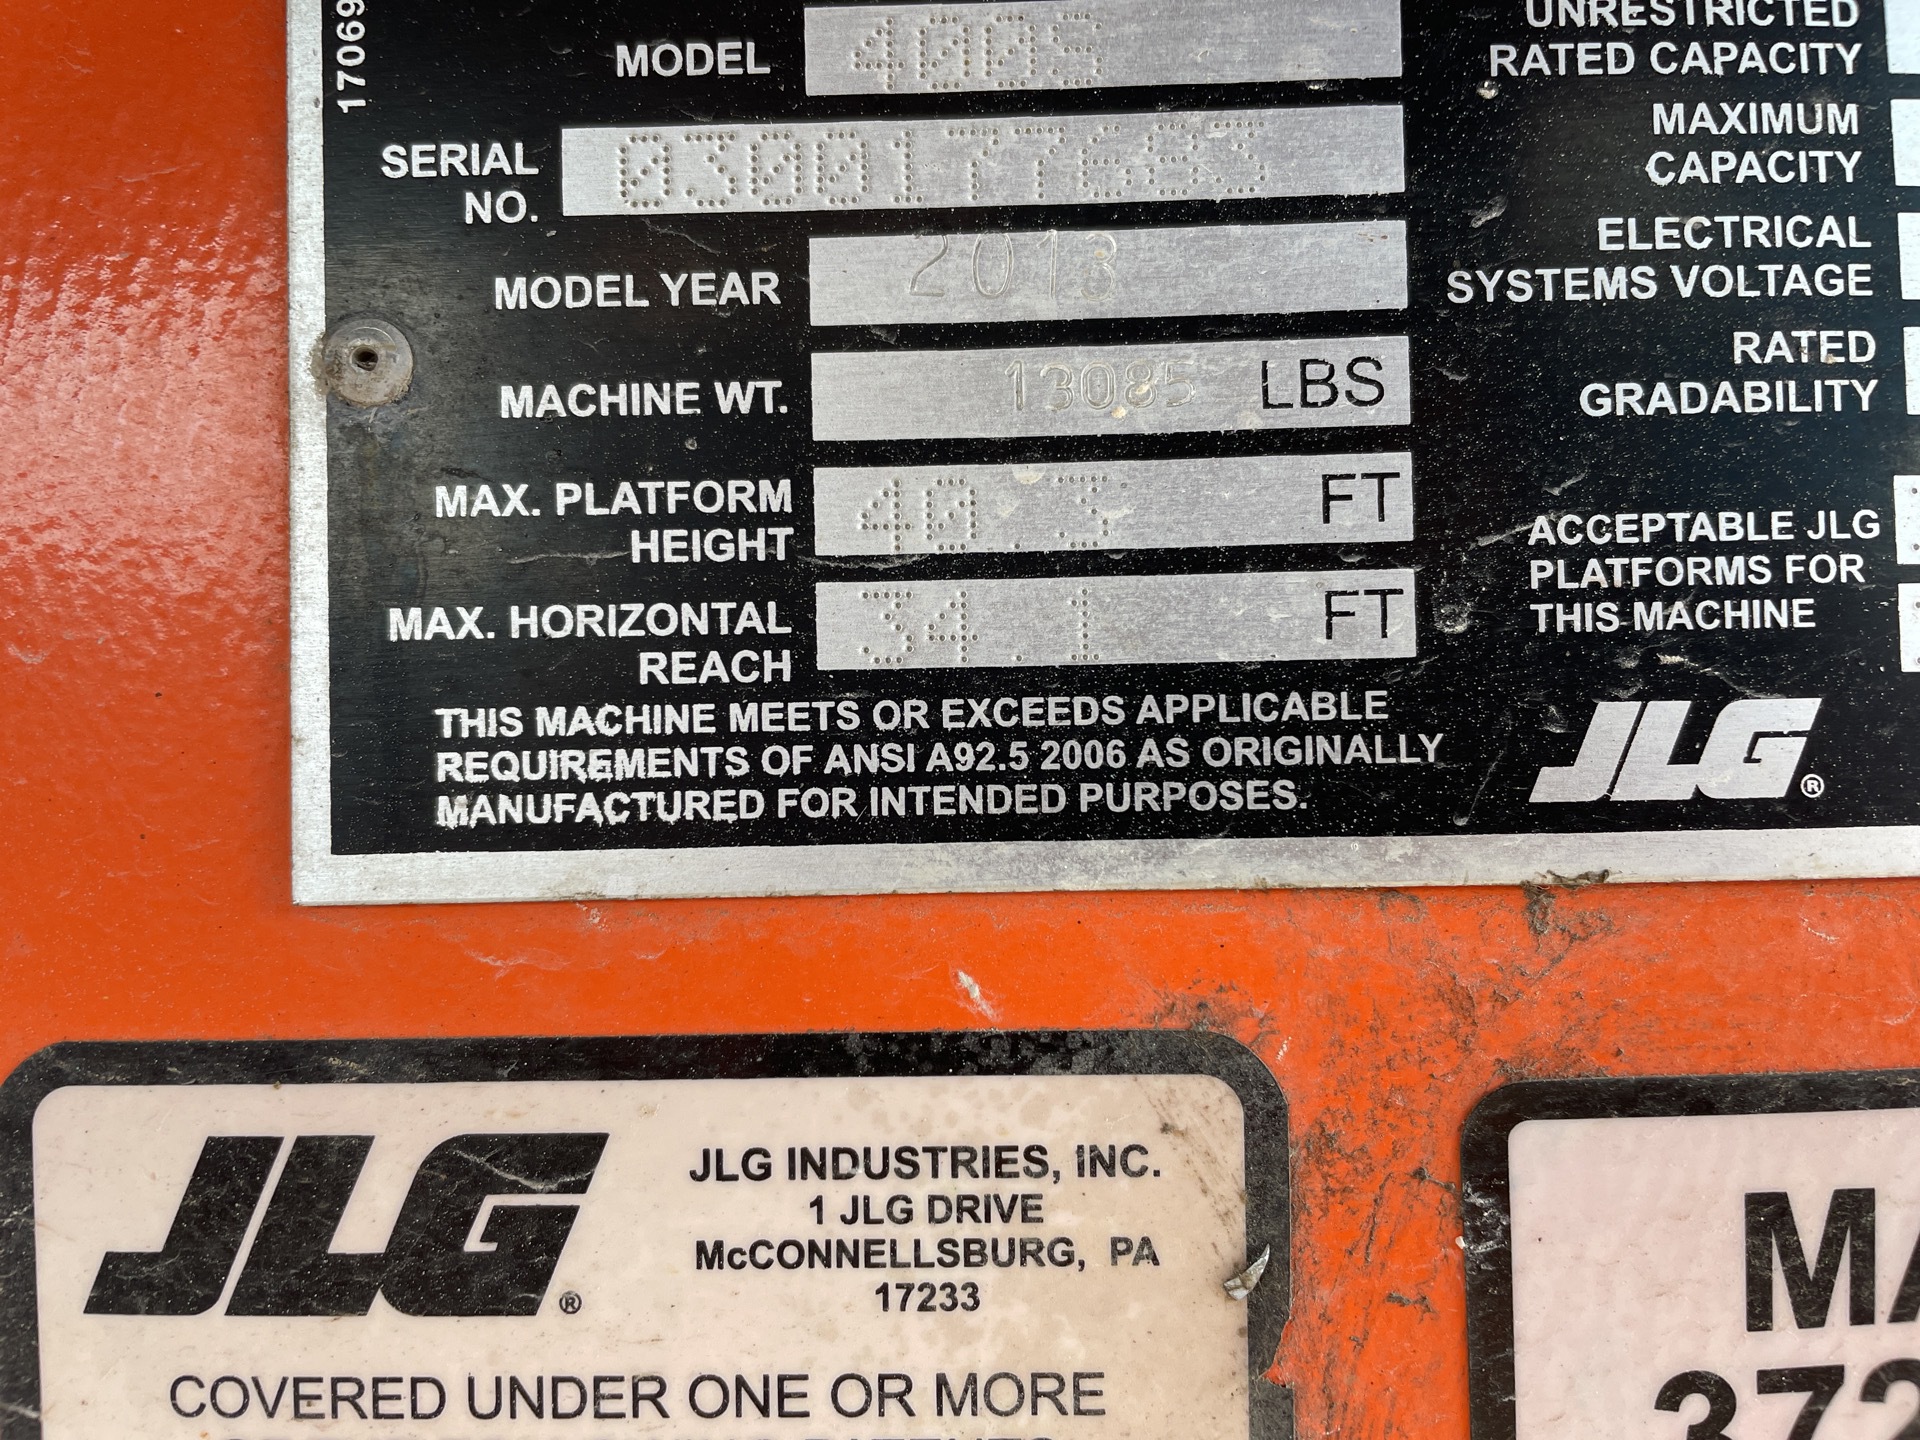 17069
MODEL 400S
SERIAL NO. 0300177683
MODEL YEAR 2013
MACHINE WT. 13085 LBS
MAX. PLATFORM HEIGHT 40.3 FT
MAX. HORIZONTAL REACH 34.1 FT
THIS MACHINE MEETS OR EXCEEDS APPLICABLE
REQUIREMENTS OF ANSI A92.5 2006 AS ORIGINALLY
MANUFACTURED FOR INTENDED PURPOSES.
UNRESTRICTED
RATED CAPACITY
MAXIMUM
CAPACITY
ELECTRICAL
SYSTEMS VOLTAGE
RATED
GRADABILITY
ACCEPTABLE JLG
PLATFORMS FOR
THIS MACHINE
JLG®
JLG®
JLG INDUSTRIES, INC.
1 JLG DRIVE
McCONNELLSBURG, PA
17233
COVERED UNDER ONE OR MORE
MA
372